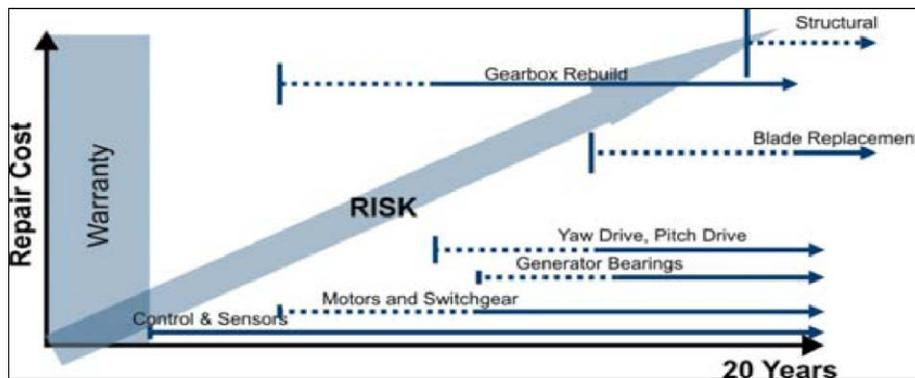 Structural
Gearbox Rebuild
Blade Replacement
Repair Cost
Warranty
RISK
Yaw Drive, Pitch Drive
Generator Bearings
Motors and Switchgear
Control & Sensors
20 Years